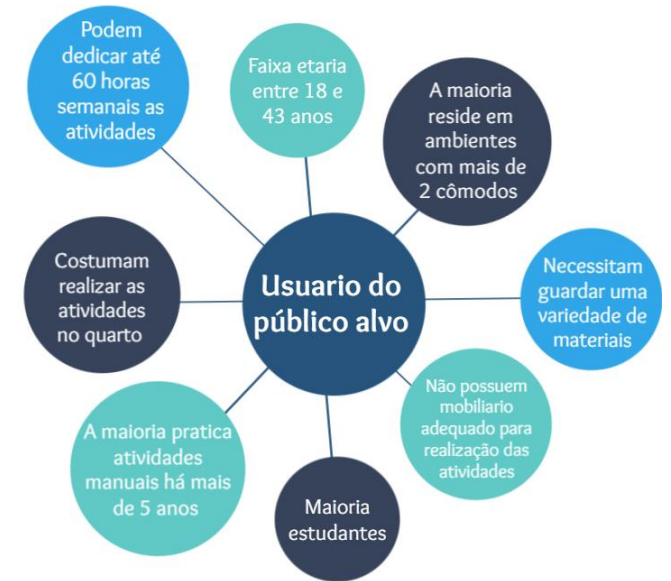 Podem
dedicar até
60 horas
semanais as
atividades
Faixa etaria
entre 18 e
43 anos
A maioria
reside em
ambientes
com mais de
2 cômodos
Costumam
realizar as
atividades
no quarto
Usuario do
público alvo
Necessitam
guardar uma
variedade de
materiais
A maioria pratica
atividades
manuais há mais
de 5 anos
Não possuem
mobiliario
adequado para
realização das
atividades
Maioria
estudantes